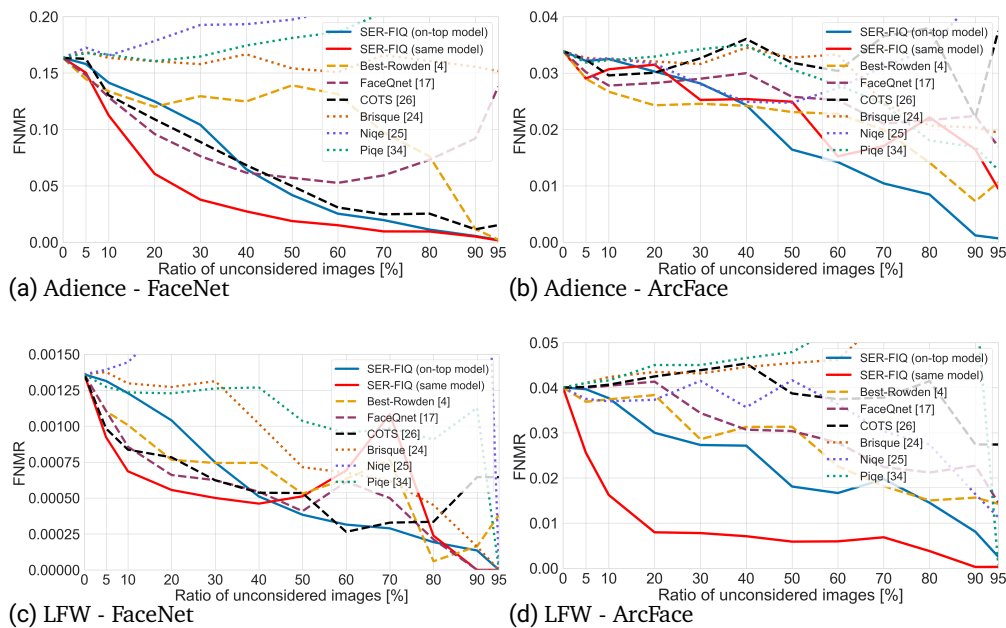 0.20
0.15
0.10
0.05
0.00
FNMR
SER-FIQ (on-top model)
SER-FIQ (same model)
Best-Rowden [4]
FaceQnet [17]
COTS [26]
Brisque [24]
Niqe [25]
Piqe [34]
0 5 10 20 30 40 50 60 70 80 90 95
Ratio of unconsidered images [%]
(a) Adience - FaceNet
0.04
0.03
0.02
0.01
0.00
FNMR
SER-FIQ (on-top model)
SER-FIQ (same model)
Best-Rowden [4]
FaceQnet [17]
COTS [26]
Brisque [24]
Niqe [25]
Piqe [34]
0 5 10 20 30 40 50 60 70 80 90 95
Ratio of unconsidered images [%]
(b) Adience - ArcFace
0.00150
0.00125
0.00100
0.00075
0.00050
0.00025
0.00000
FNMR
SER-FIQ (on-top model)
SER-FIQ (same model)
Best-Rowden [4]
FaceQnet [17]
COTS [26]
Brisque [24]
Niqe [25]
Piqe [34]
0 5 10 20 30 40 50 60 70 80 90 95
Ratio of unconsidered images [%]
(c) LFW - FaceNet
0.05
0.04
0.03
0.02
0.01
0.00
FNMR
SER-FIQ (on-top model)
SER-FIQ (same model)
Best-Rowden [4]
FaceQnet [17]
COTS [26]
Brisque [24]
Niqe [25]
Piqe [34]
0 5 10 20 30 40 50 60 70 80 90 95
Ratio of unconsidered images [%]
(d) LFW - ArcFace